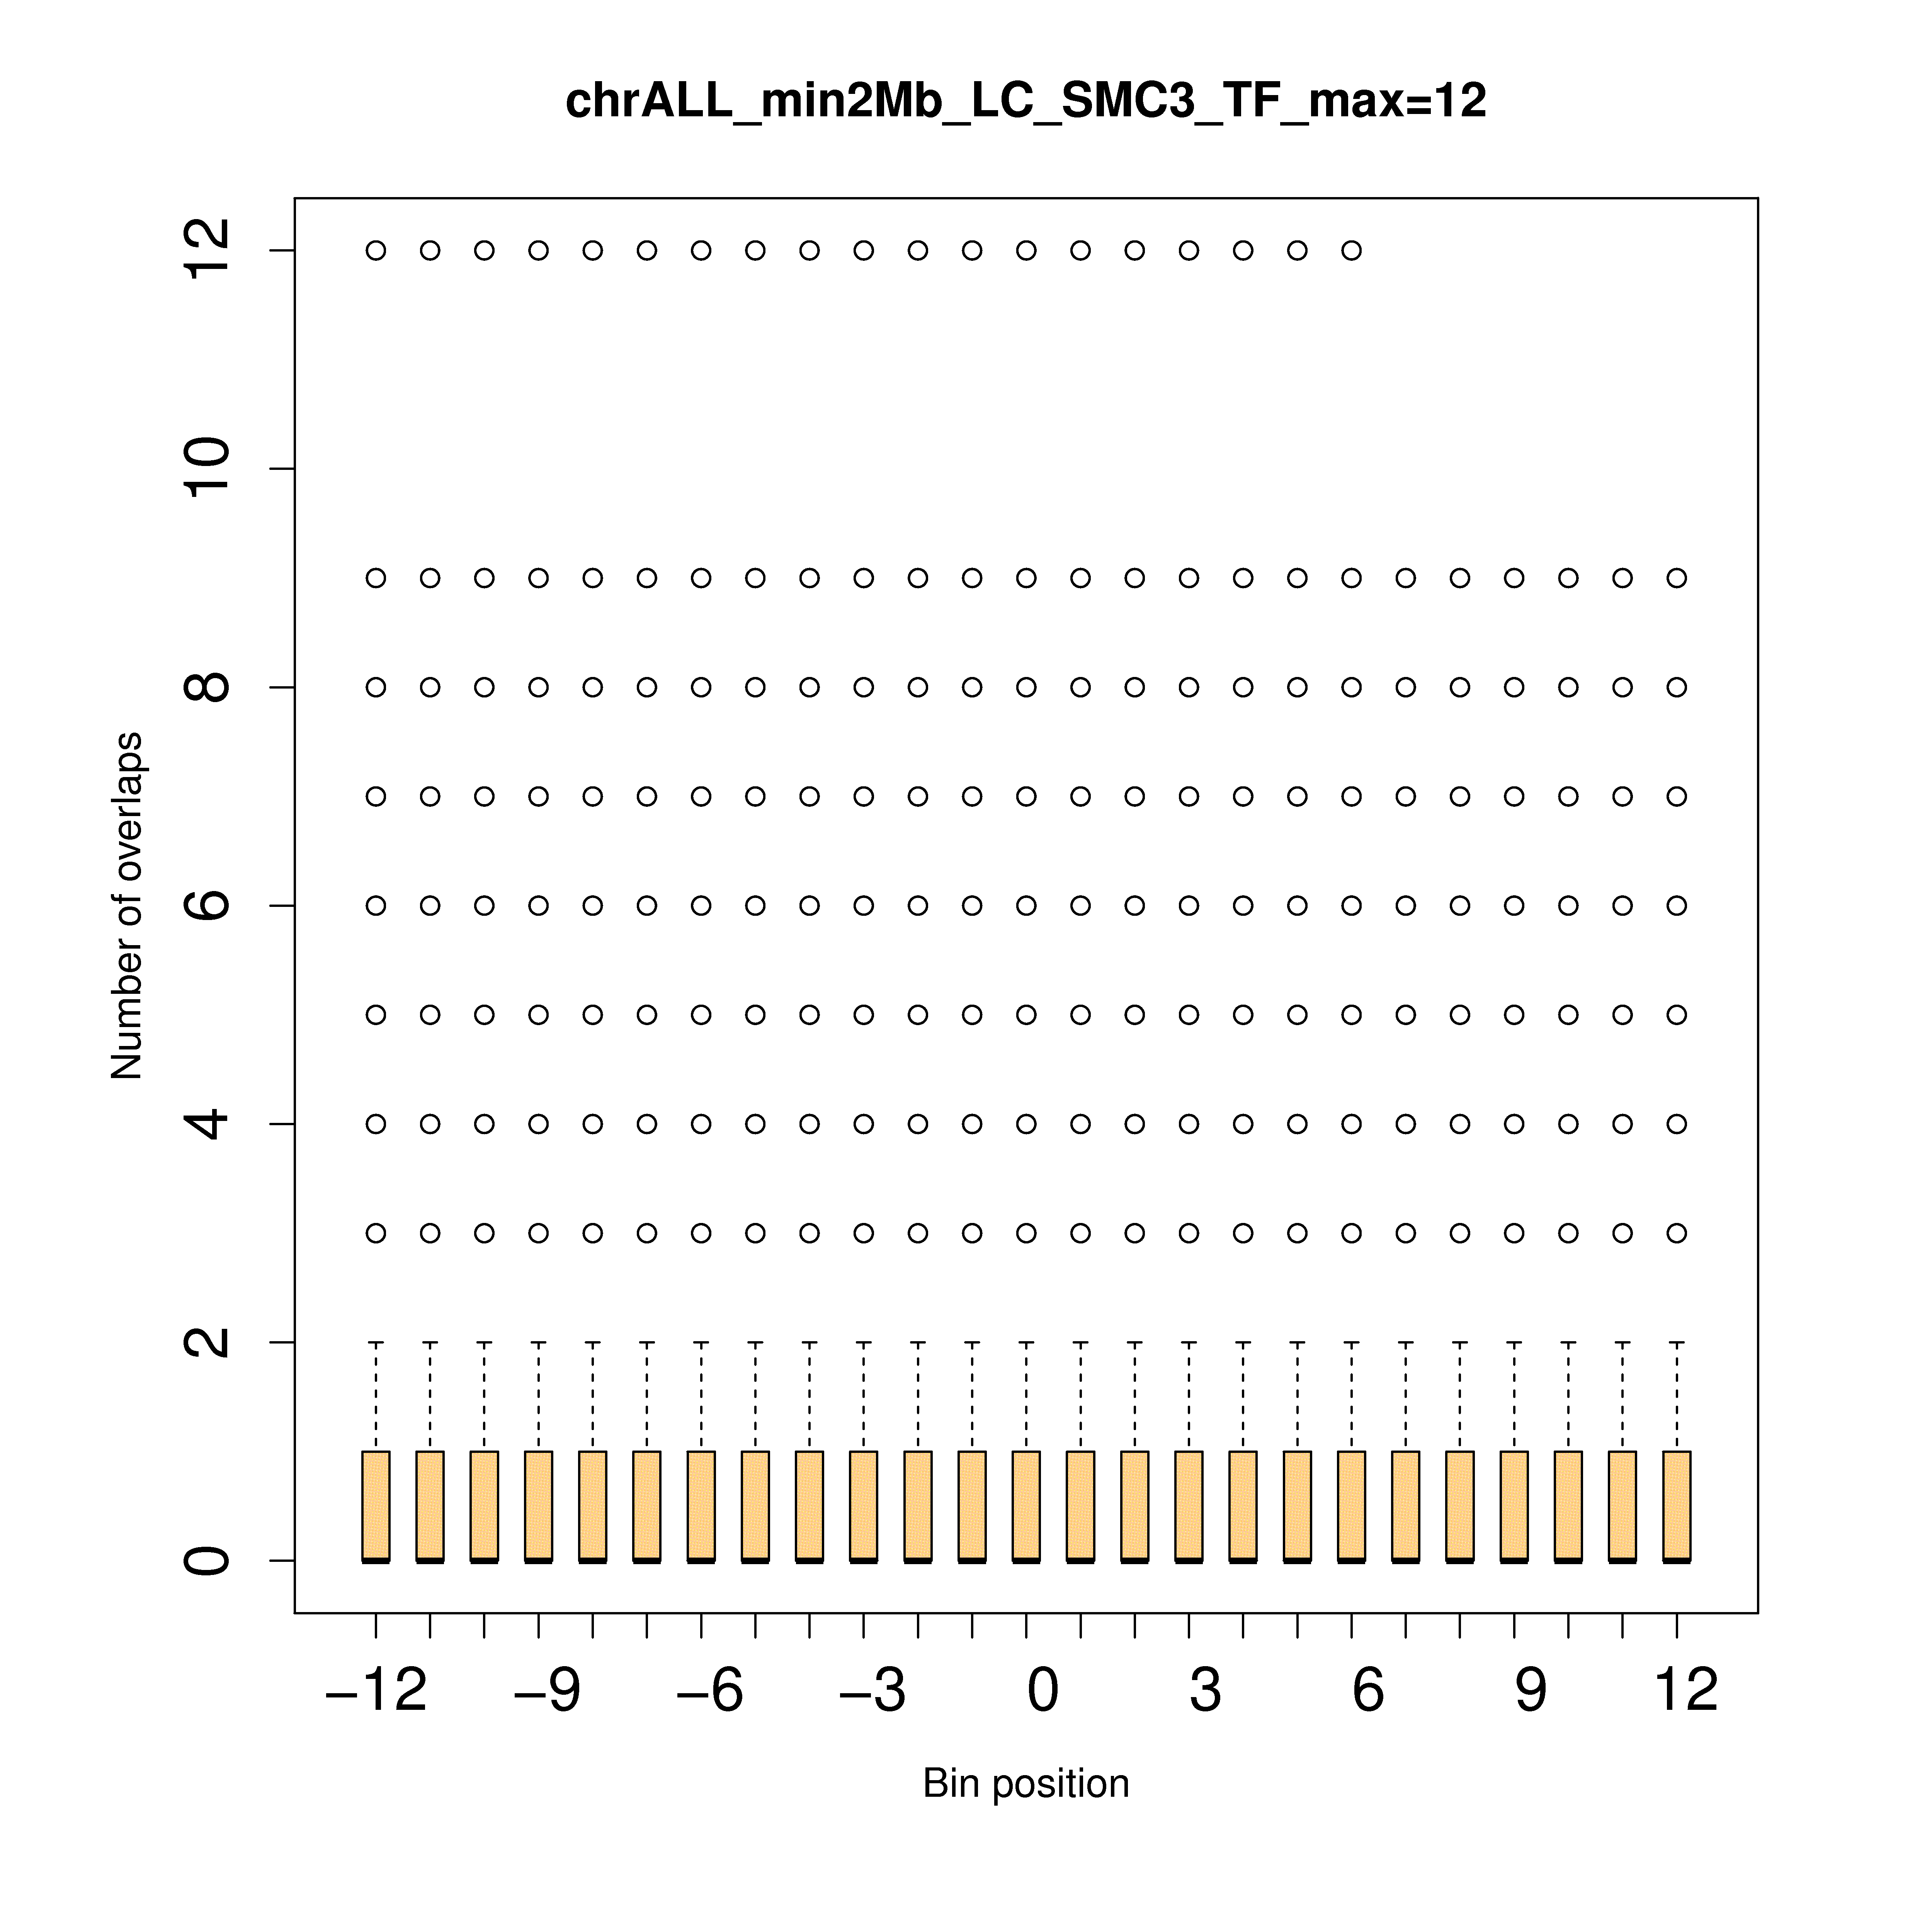 chrALL_min2Mb_LC_SMC3_TF_max=12
12
10
8
6
4
2
0
Number of overlaps
−12 −9 −6 −3 0 3 6 9 12
Bin position